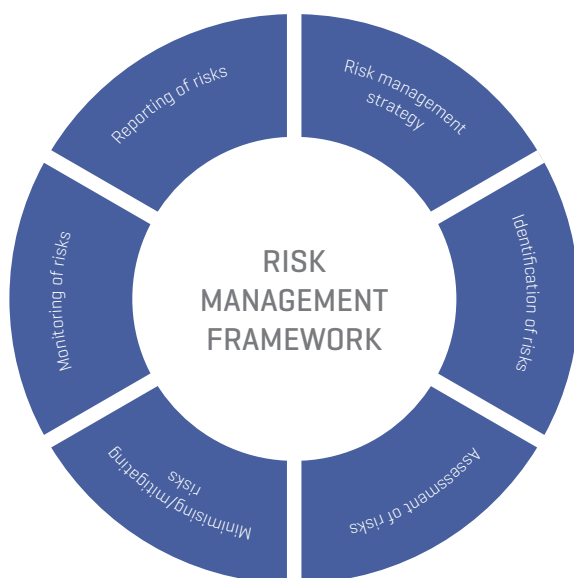 Risk management
strategy
Identification of risks
Assessment of risks
Minimising/mitigating
risks
Monitoring of risks
Reporting of risks
RISK
MANAGEMENT
FRAMEWORK